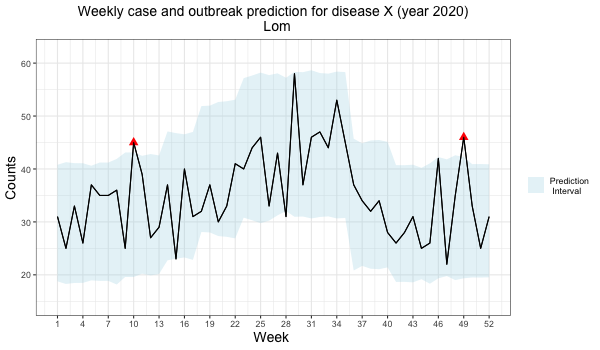 Weekly case and outbreak prediction for disease X (year 2020)
Lom
Counts
60
50
40
30
20
1 4 7 10 13 16 19 22 25 28 31 34 37 40 43 46 49 52
Week
Prediction
Interval